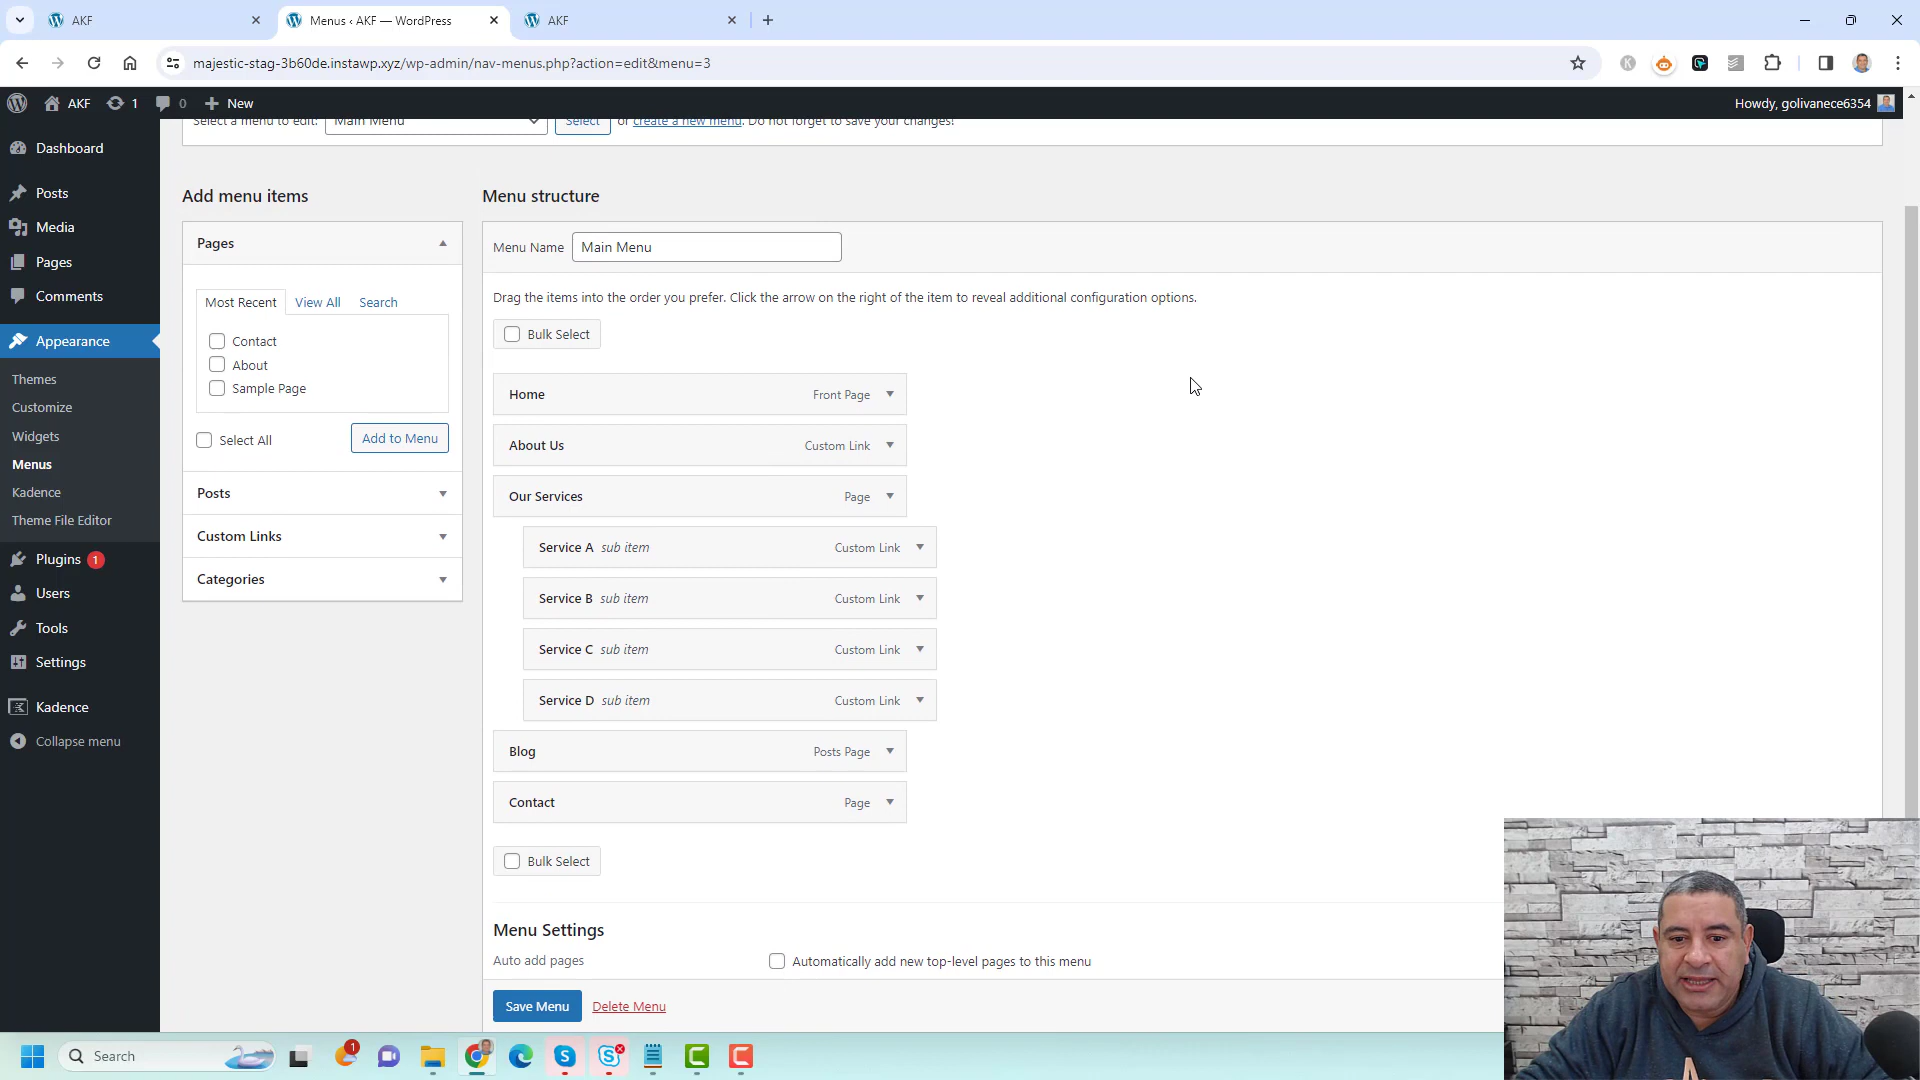 AKF
Menus ‹ AKF — WordPress
AKF
majestic-stag-3b60de.instawp.xyz/wp-admin/nav-menus.php?action=edit&menu=3
AKF
1
0
New
Howdy, golivanece6354
Select a menu to edit:
Main Menu
Select
or create a new menu. Do not forget to save your changes!
Dashboard
Posts
Media
Pages
Comments
Appearance
Themes
Customize
Widgets
Menus
Kadence
Theme File Editor
Plugins 1
Users
Tools
Settings
Kadence
Collapse menu
Add menu items
Pages
Most Recent
View All
Search
Contact
About
Sample Page
Select All
Add to Menu
Posts
Custom Links
Categories
Menu structure
Menu Name
Main Menu
Drag the items into the order you prefer. Click the arrow on the right of the item to reveal additional configuration options.
Bulk Select
Home Front Page
About Us Custom Link
Our Services Page
Service A sub item Custom Link
Service B sub item Custom Link
Service C sub item Custom Link
Service D sub item Custom Link
Blog Posts Page
Contact Page
Bulk Select
Menu Settings
Auto add pages
Automatically add new top-level pages to this menu
Save Menu
Delete Menu
Search
1